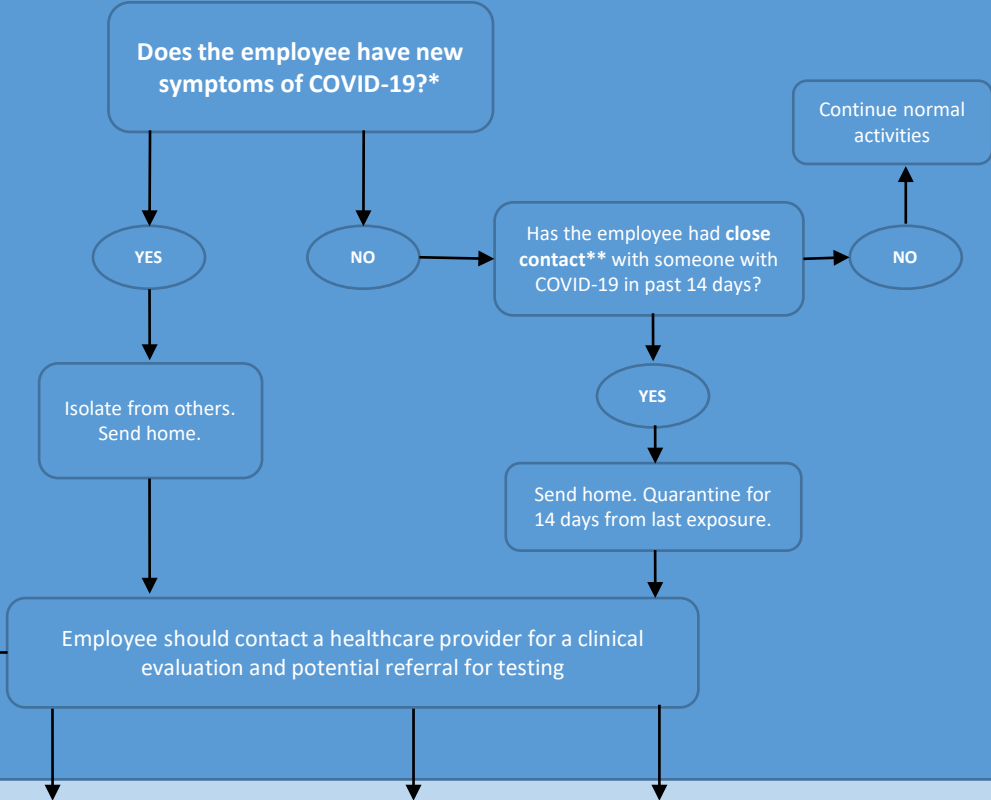 Does the employee have new
symptoms of COVID-19?*
Continue normal
activities
YES
NO
Has the employee had close
contact** with someone with
COVID-19 in past 14 days?
NO
YES
Isolate from others.
Send home.
Send home. Quarantine for
14 days from last exposure.
Employee should contact a healthcare provider for a clinical
evaluation and potential referral for testing